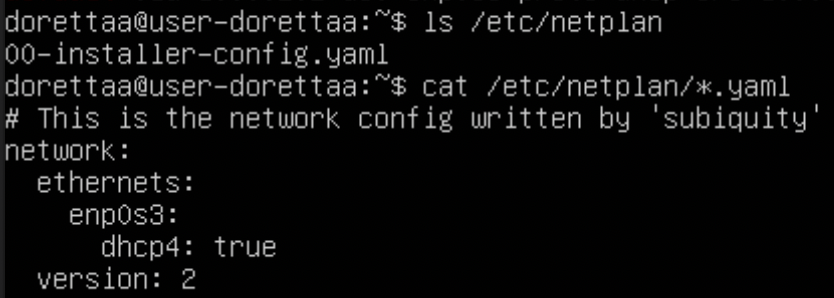 dorettaa@user-dorettaa:~$ ls /etc/netplan
00-installer-config.yaml
dorettaa@user-dorettaa:~$ cat /etc/netplan/*.yaml
# This is the network config written by 'subiquity'
network:
  ethernets:
    enp0s3:
      dhcp4: true
  version: 2